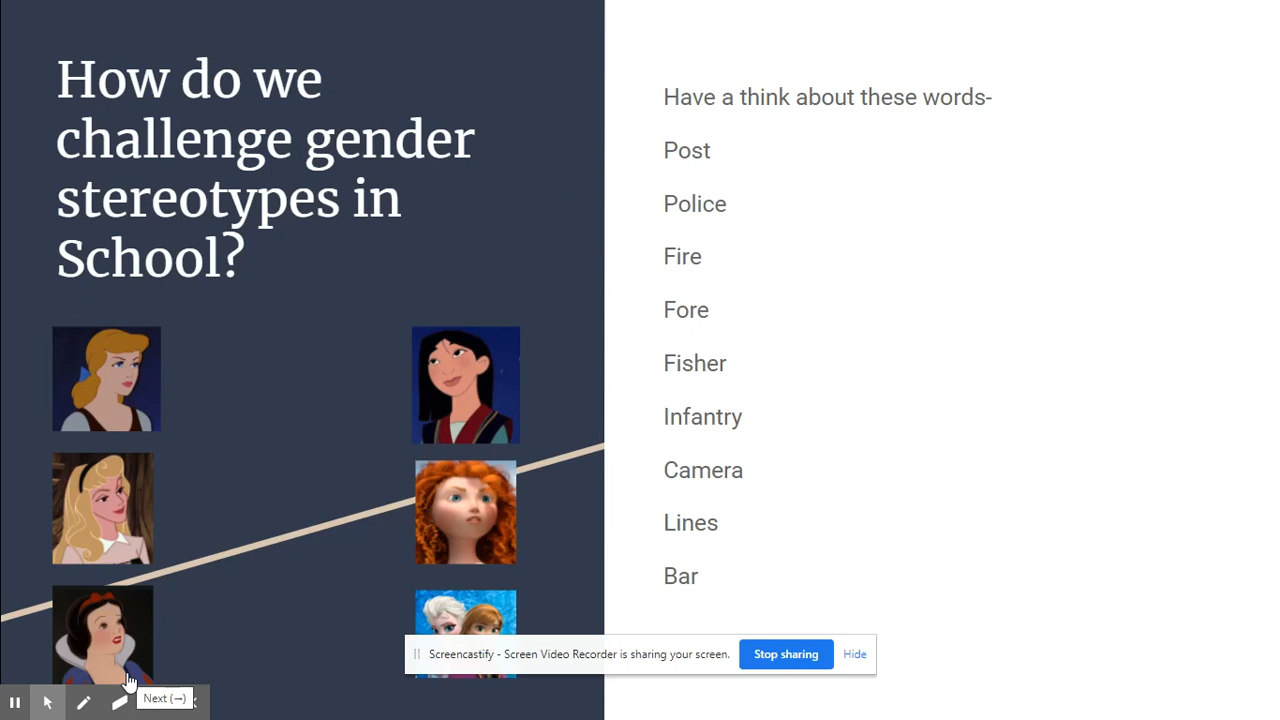 How do we
challenge gender
stereotypes in
School?
Have a think about these words-
Post
Police
Fire
Fore
Fisher
Infantry
Camera
Lines
Bar
Screencastify - Screen Video Recorder is sharing your screen.
Stop sharing
Hide
Next (→)